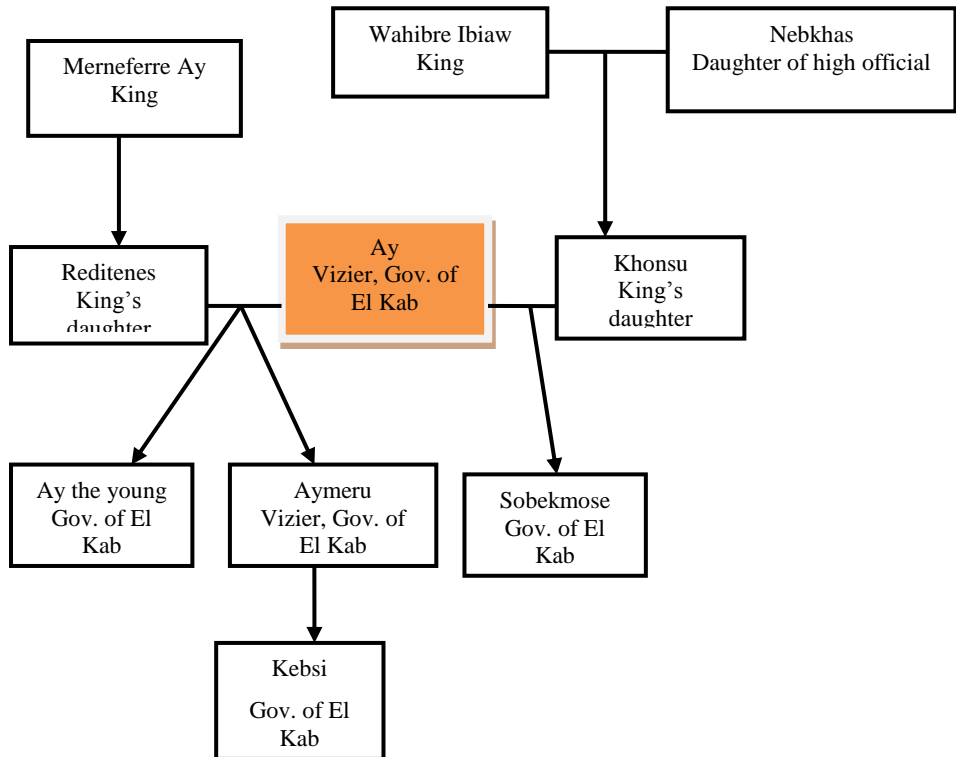 Merneferre Ay
King
Wahibre Ibiaw
King
Nebkhas
Daughter of high official
Reditenes
King's
daughter
Ay
Vizier, Gov. of
El Kab
Khonsu
King's
daughter
Ay the young
Gov. of El
Kab
Aymeru
Vizier, Gov. of
El Kab
Sobekmose
Gov. of El
Kab
Kebsi
Gov. of El
Kab